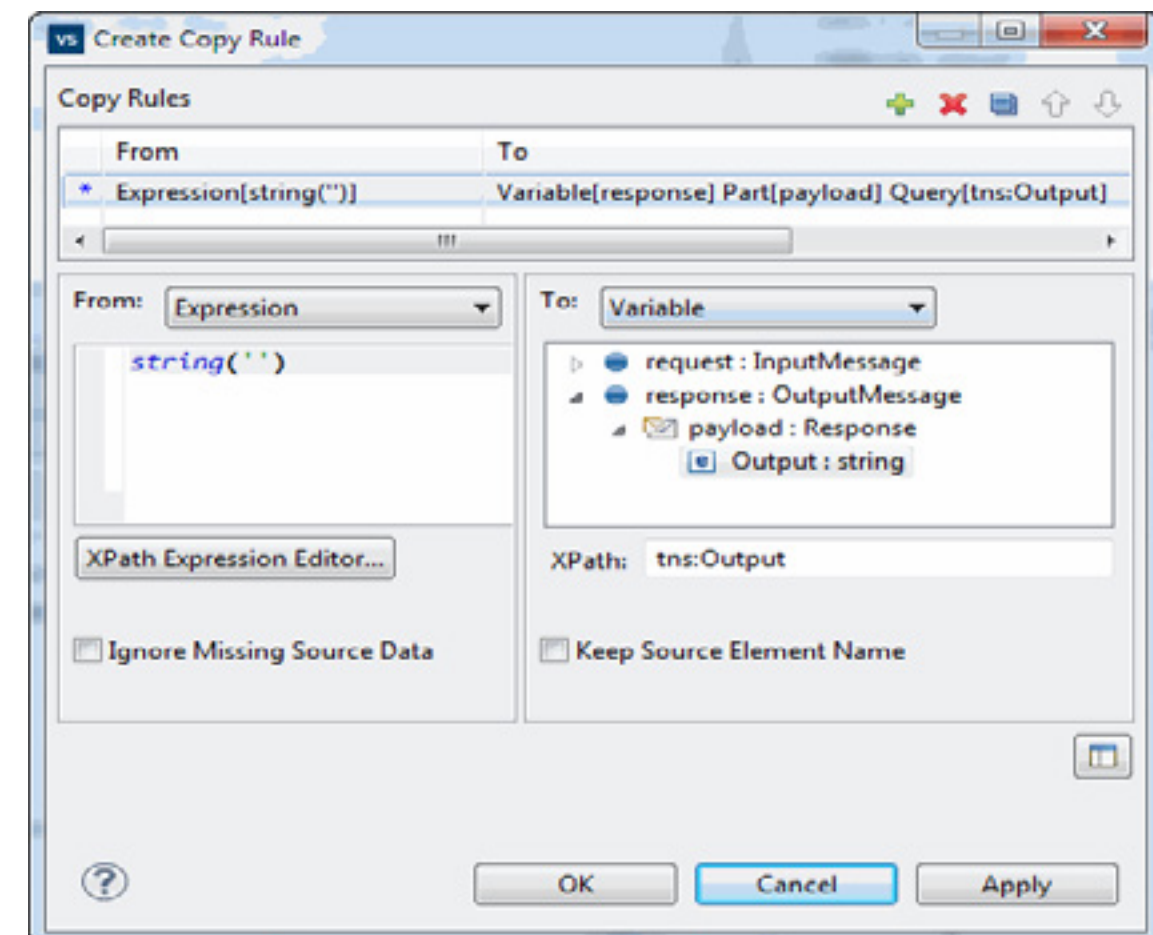 VS Create Copy Rule
Copy Rules
From To
* Expression[string('')] Variable[response] Part[payload] Query[tns:Output]
From: Expression To: Variable
string('')
request : InputMessage
response : OutputMessage
payload : Response
e Output : string
XPath Expression Editor... XPath: tns:Output
Ignore Missing Source Data Keep Source Element Name
? OK Cancel Apply